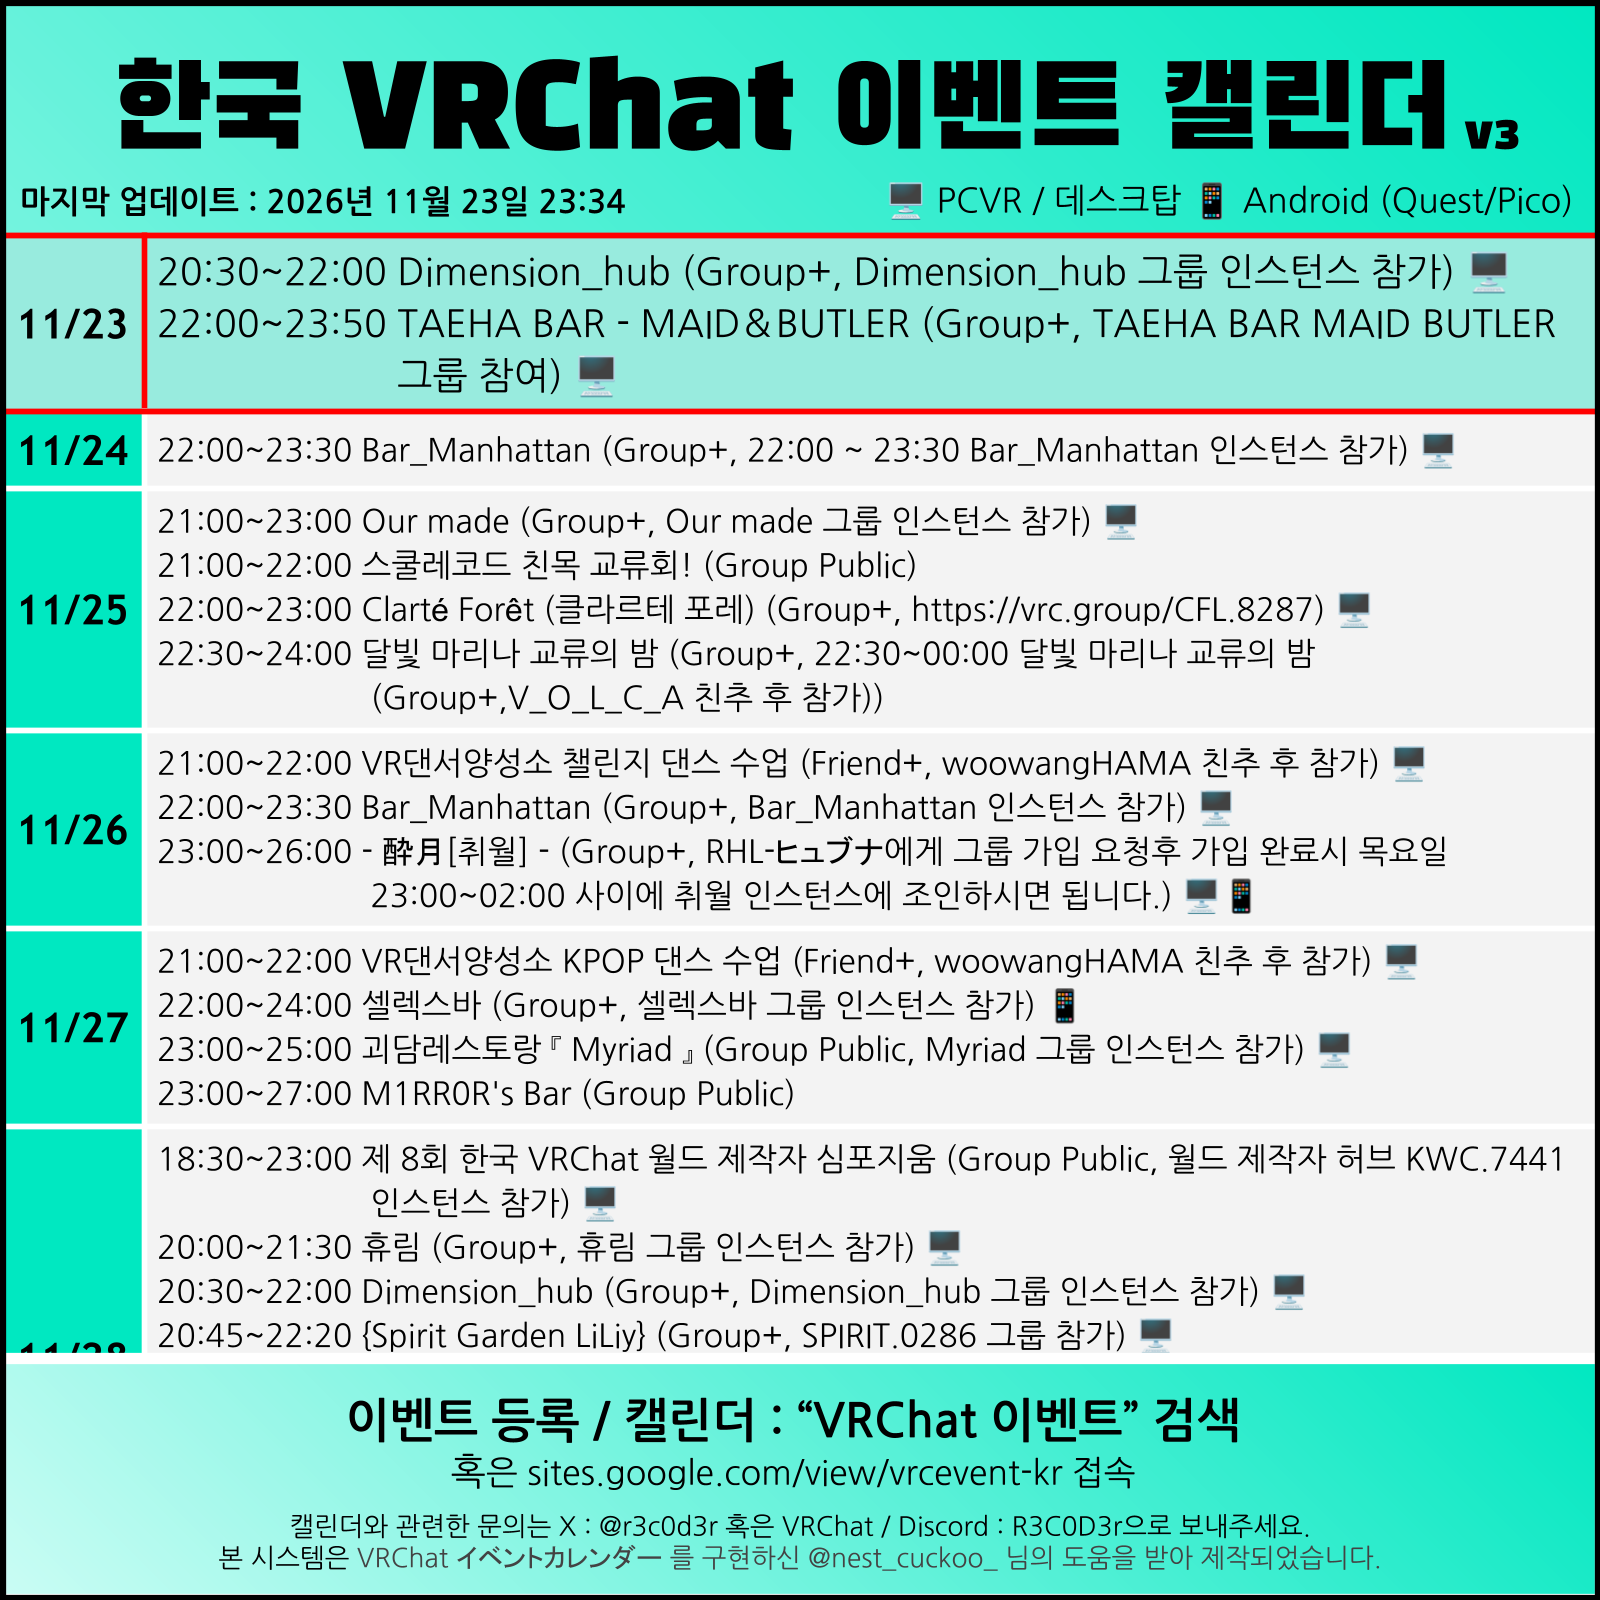 한국 VRChat 이벤트 캘린더 v3
마지막 업데이트 : 2026년 11월 23일 23:34
🖥️ PCVR / 데스크탑 📱 Android (Quest/Pico)
11/23
20:30~22:00 Dimension_hub (Group+, Dimension_hub 그룹 인스턴스 참가) 🖥️
22:00~23:50 TAEHA BAR - MAID&BUTLER (Group+, TAEHA BAR MAID BUTLER
그룹 참여) 🖥️
11/24
22:00~23:30 Bar_Manhattan (Group+, 22:00 ~ 23:30 Bar_Manhattan 인스턴스 참가) 🖥️
11/25
21:00~23:00 Our made (Group+, Our made 그룹 인스턴스 참가) 🖥️
21:00~22:00 스쿨레코드 친목 교류회! (Group Public)
22:00~23:00 Clarté Forêt (클라르테 포레) (Group+, https://vrc.group/CFL.8287) 🖥️
22:30~24:00 달빛 마리나 교류의 밤 (Group+, 22:30~00:00 달빛 마리나 교류의 밤
(Group+,V_O_L_C_A 친추 후 참가))
11/26
21:00~22:00 VR댄서양성소 챌린지 댄스 수업 (Friend+, woowangHAMA 친추 후 참가) 🖥️
22:00~23:30 Bar_Manhattan (Group+, Bar_Manhattan 인스턴스 참가) 🖥️
23:00~26:00 - 酔月[취월] - (Group+, RHL-ヒュブナ에게 그룹 가입 요청후 가입 완료시 목요일
23:00~02:00 사이에 취월 인스턴스에 조인하시면 됩니다.) 🖥️📱
11/27
21:00~22:00 VR댄서양성소 KPOP 댄스 수업 (Friend+, woowangHAMA 친추 후 참가) 🖥️
22:00~24:00 셀렉스바 (Group+, 셀렉스바 그룹 인스턴스 참가) 📱
23:00~25:00 괴담레스토랑『 Myriad 』(Group Public, Myriad 그룹 인스턴스 참가) 🖥️
23:00~27:00 M1RR0R's Bar (Group Public)
11/28
18:30~23:00 제 8회 한국 VRChat 월드 제작자 심포지움 (Group Public, 월드 제작자 허브 KWC.7441
인스턴스 참가) 🖥️
20:00~21:30 휴림 (Group+, 휴림 그룹 인스턴스 참가) 🖥️
20:30~22:00 Dimension_hub (Group+, Dimension_hub 그룹 인스턴스 참가) 🖥️
20:45~22:20 {Spirit Garden LiLiy} (Group+, SPIRIT.0286 그룹 참가) 🖥️
이벤트 등록 / 캘린더 : “VRChat 이벤트” 검색
혹은 sites.google.com/view/vrcevent-kr 접속
캘린더와 관련한 문의는 X : @r3c0d3r 혹은 VRChat / Discord : R3C0D3r으로 보내주세요.
본 시스템은 VRChat イベントカレンダー 를 구현하신 @nest_cuckoo_ 님의 도움을 받아 제작되었습니다.